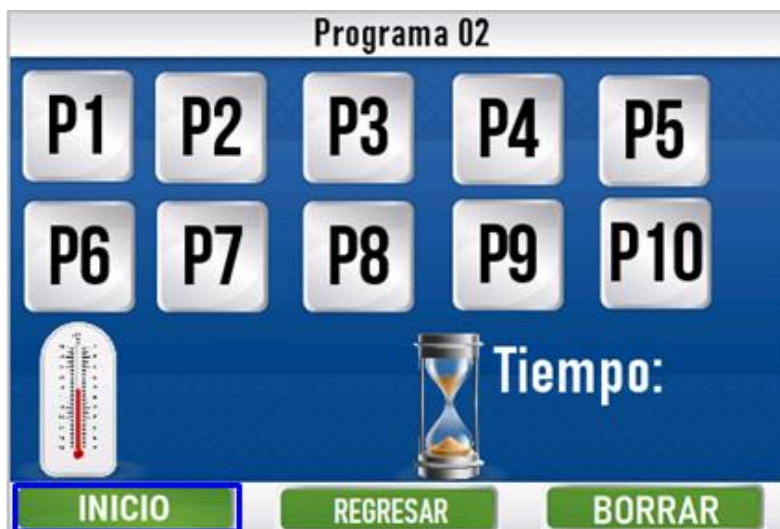 Programa 02
P1 P2 P3 P4 P5
P6 P7 P8 P9 P10
Tiempo:
INICIO REGRESAR BORRAR